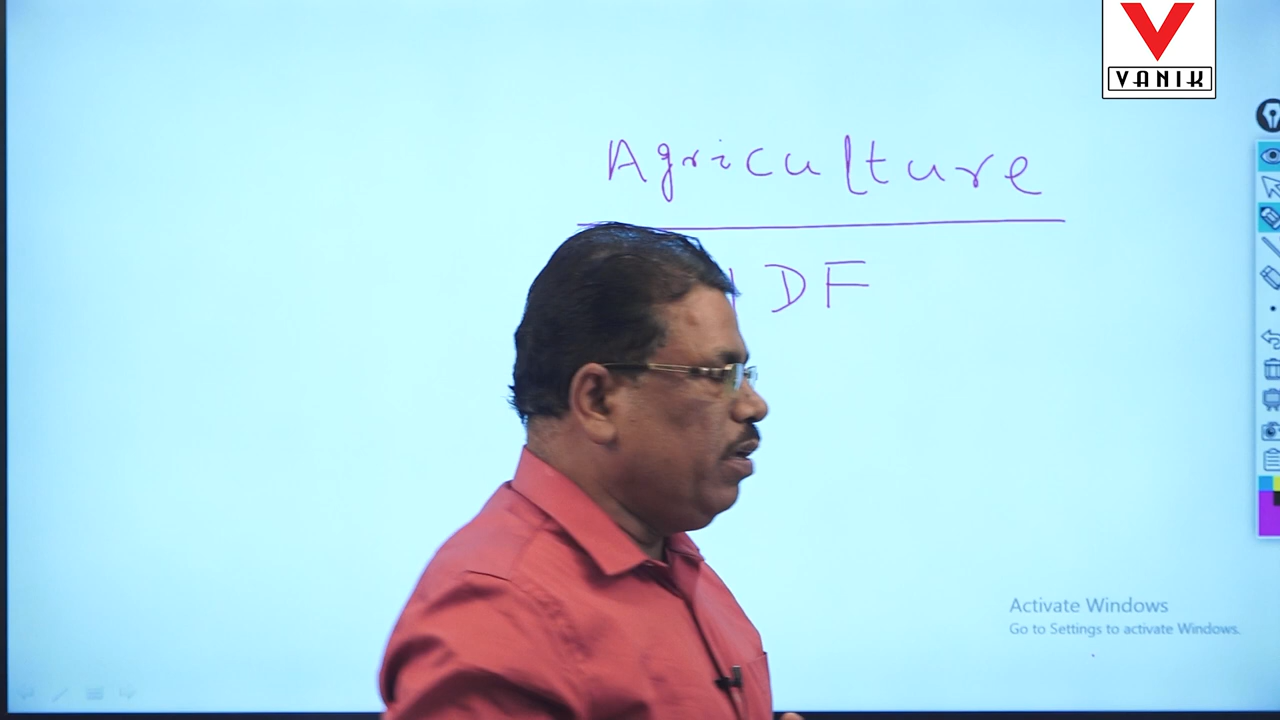 VANIK
Agriculture
DF
Activate Windows
Go to Settings to activate Windows.